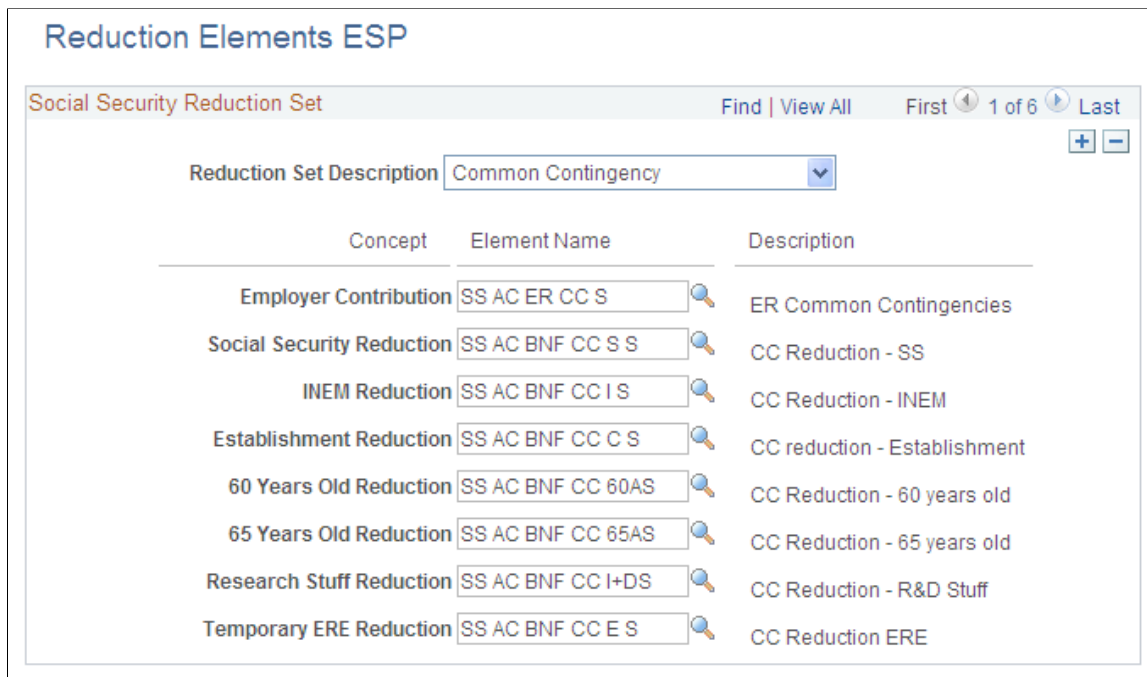 Reduction Elements ESP
Social Security Reduction Set Find | View All First 1 of 6 Last
Reduction Set Description Common Contingency
Concept Element Name Description
Employer Contribution SS AC ER CC S ER Common Contingencies
Social Security Reduction SS AC BNF CC S S CC Reduction - SS
INEM Reduction SS AC BNF CC I S CC Reduction - INEM
Establishment Reduction SS AC BNF CC C S CC reduction - Establishment
60 Years Old Reduction SS AC BNF CC 60AS CC Reduction - 60 years old
65 Years Old Reduction SS AC BNF CC 65AS CC Reduction - 65 years old
Research Stuff Reduction SS AC BNF CC I+DS CC Reduction - R&D Stuff
Temporary ERE Reduction SS AC BNF CC E S CC Reduction ERE